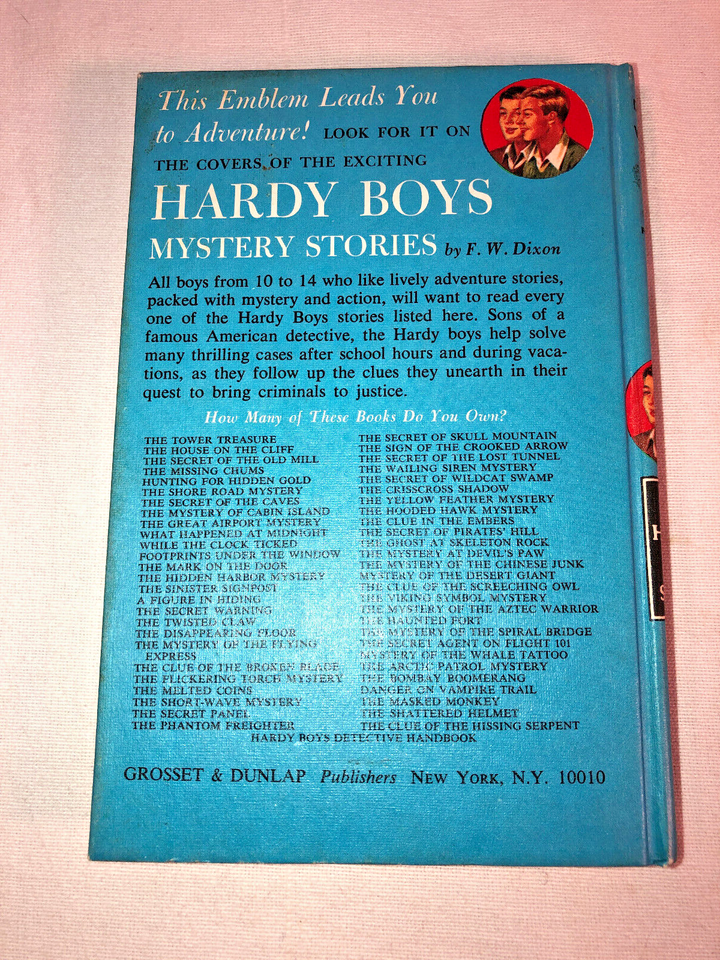 This Emblem Leads You
to Adventure! LOOK FOR IT ON
THE COVERS OF THE EXCITING
HARDY BOYS
MYSTERY STORIES by F. W. Dixon
All boys from 10 to 14 who like lively adventure stories,
packed with mystery and action, will want to read every
one of the Hardy Boys stories listed here. Sons of a
famous American detective, the Hardy boys help solve
many thrilling cases after school hours and during vaca-
tions, as they follow up the clues they unearth in their
quest to bring criminals to justice.
How Many of These Books Do You Own?
THE TOWER TREASURE
THE HOUSE ON THE CLIFF
THE SECRET OF THE OLD MILL
THE MISSING CHUMS
HUNTING FOR HIDDEN GOLD
THE SHORE ROAD MYSTERY
THE SECRET OF THE CAVES
THE MYSTERY OF CABIN ISLAND
THE GREAT AIRPORT MYSTERY
WHAT HAPPENED AT MIDNIGHT
WHILE THE CLOCK TICKED
FOOTPRINTS UNDER THE WINDOW
THE MARK ON THE DOOR
THE HIDDEN HARBOR MYSTERY
THE SINISTER SIGNPOST
A FIGURE IN HIDING
THE SECRET WARNING
THE TWISTED CLAW
THE DISAPPEARING FLOOR
THE MYSTERY OF THE FLYING
EXPRESS
THE CLUE OF THE BROKEN BLADE
THE FLICKERING TORCH MYSTERY
THE MELTED COINS
THE SHORT-WAVE MYSTERY
THE SECRET PANEL
THE PHANTOM FREIGHTER
THE SECRET OF SKULL MOUNTAIN
THE SIGN OF THE CROOKED ARROW
THE SECRET OF THE LOST TUNNEL
THE WAILING SIREN MYSTERY
THE SECRET OF WILDCAT SWAMP
THE CRISSCROSS SHADOW
THE YELLOW FEATHER MYSTERY
THE HOODED HAWK MYSTERY
THE CLUE IN THE EMBERS
THE SECRET OF PIRATES' HILL
THE GHOST AT SKELETON ROCK
THE MYSTERY AT DEVIL'S PAW
THE MYSTERY OF THE CHINESE JUNK
MYSTERY OF THE DESERT GIANT
THE CLUE OF THE SCREECHING OWL
THE VIKING SYMBOL MYSTERY
THE MYSTERY OF THE AZTEC WARRIOR
THE HAUNTED FORT
THE MYSTERY OF THE SPIRAL BRIDGE
THE SECRET AGENT ON FLIGHT 101
MYSTERY OF THE WHALE TATTOO
THE ARCTIC PATROL MYSTERY
THE BOMBAY BOOMERANG
DANGER ON VAMPIRE TRAIL
THE MASKED MONKEY
THE SHATTERED HELMET
THE CLUE OF THE HISSING SERPENT
HARDY BOYS DETECTIVE HANDBOOK
GROSSET & DUNLAP Publishers NEW YORK, N.Y. 10010